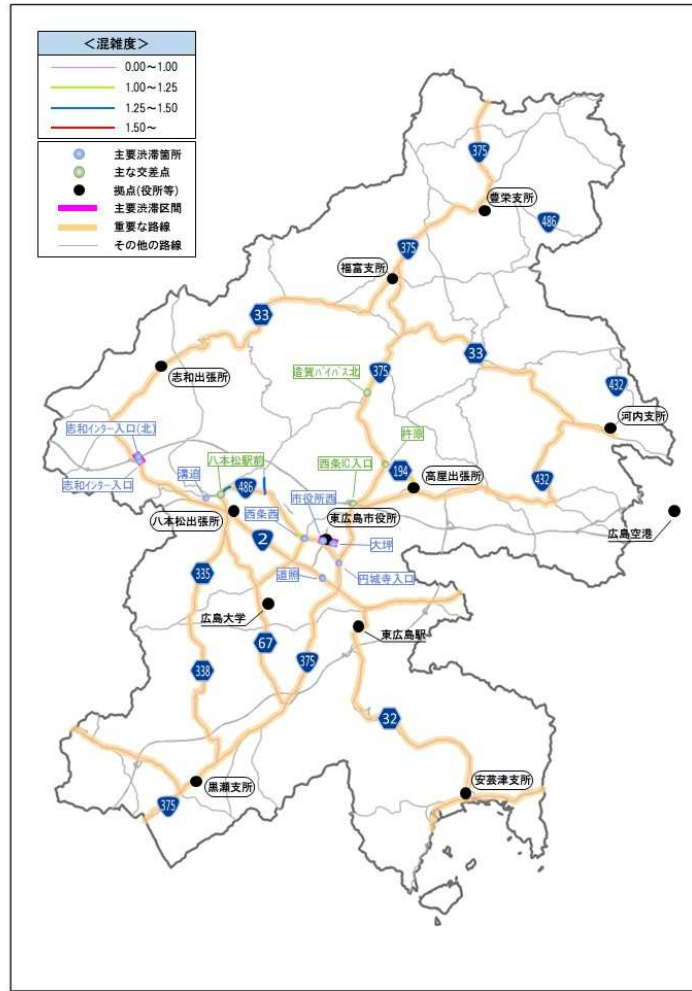 <混雑度>
0.00~1.00
1.00~1.25
1.25~1.50
1.50~
主要渋滞箇所
主な交差点
拠点(役所等)
主要渋滞区間
重要な路線
その他の路線
375
豊栄支所
486
375
福富支所
33
33
志和出張所
375
造賀バイパス北
432
河内支所
志和インター入口(北)
杵原
八本松駅前
西条IC入口
194
高屋出張所
432
溝迫
志和インター入口
486
市役所西
西条西
東広島市役所
八本松出張所
2
大坪
広島空港
335
道照
円城寺入口
広島大学
東広島駅
67
375
338
32
黒瀬支所
安芸津支所
375